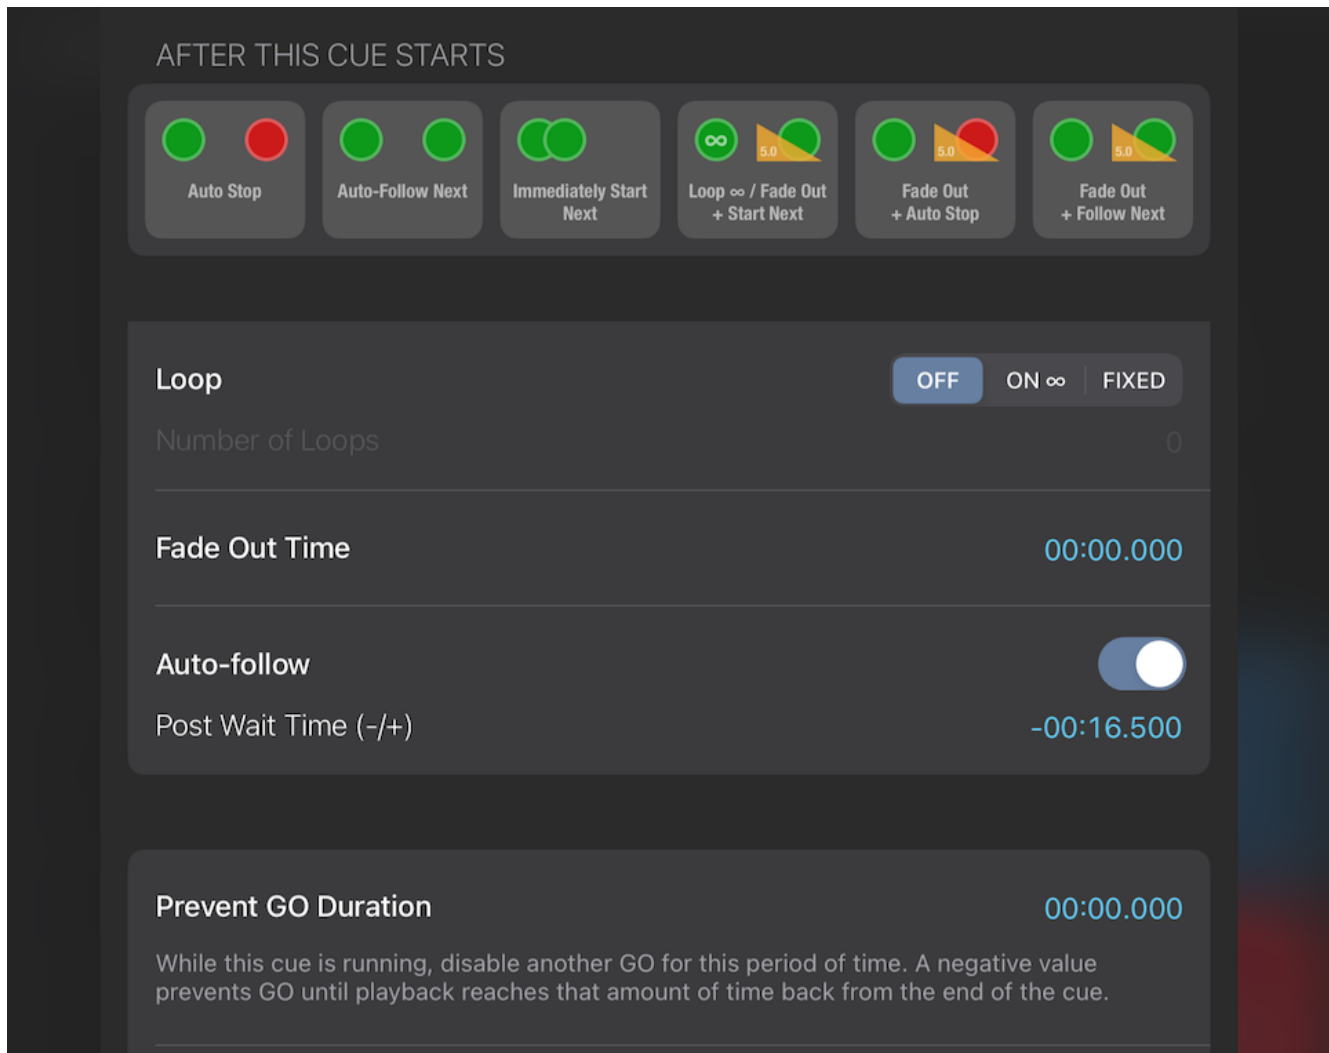 AFTER THIS CUE STARTS
Auto Stop
Auto-Follow Next
Immediately Start
Next
∞
5.0
Loop ∞ / Fade Out
+ Start Next
5.0
Fade Out
+ Auto Stop
5.0
Fade Out
+ Follow Next
Loop
OFF ON ∞ FIXED
Number of Loops 0
Fade Out Time 00:00.000
Auto-follow
Post Wait Time (-/+) -00:16.500
Prevent GO Duration 00:00.000
While this cue is running, disable another GO for this period of time. A negative value
prevents GO until playback reaches that amount of time back from the end of the cue.